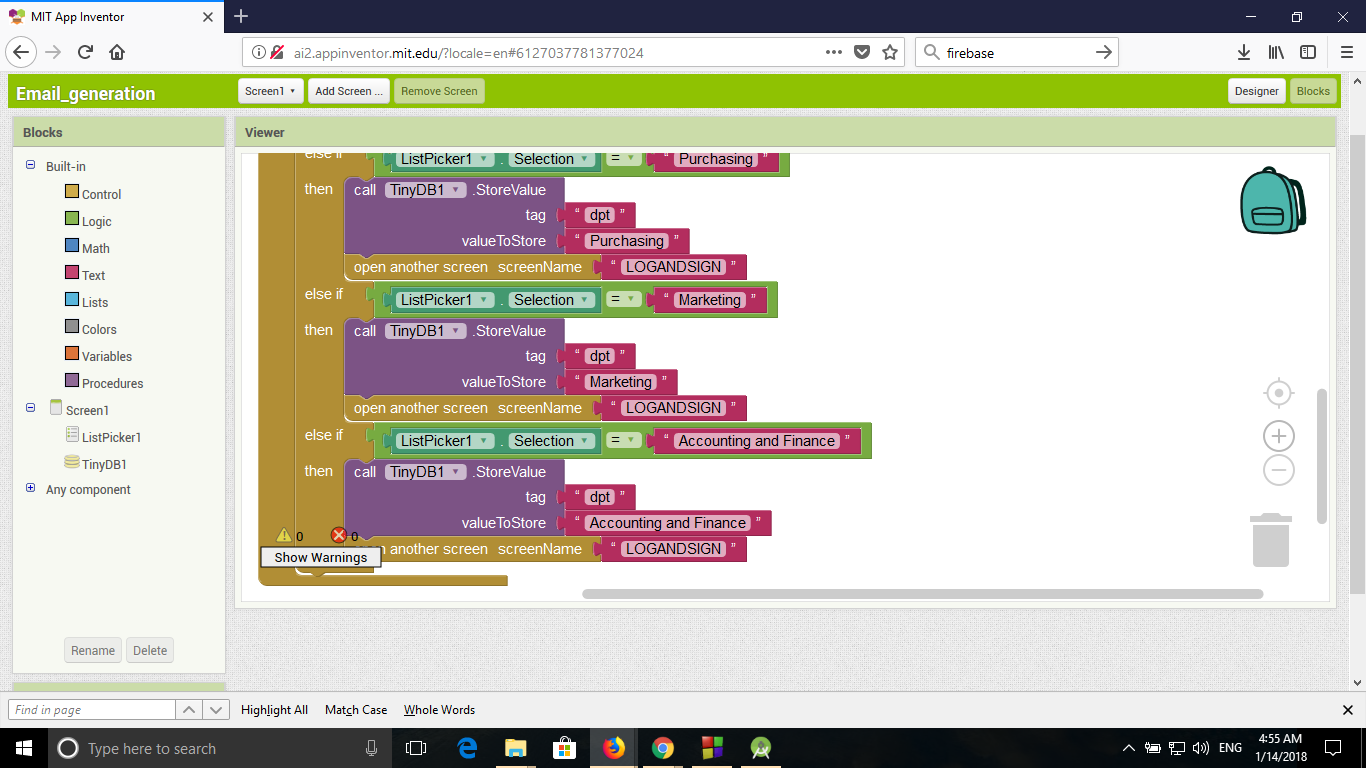 MIT App Inventor
ai2.appinventor.mit.edu/?locale=en#6127037781377024
firebase
Email_generation
Screen1
Add Screen ...
Remove Screen
Designer
Blocks
Blocks
Viewer
Built-in
Control
Logic
Math
Text
Lists
Colors
Variables
Procedures
Screen1
ListPicker1
TinyDB1
Any component
Rename
Delete
else if ListPicker1 . Selection = “ Purchasing ”
then call TinyDB1 .StoreValue
tag “ dpt ”
valueToStore “ Purchasing ”
open another screen screenName “ LOGANDSIGN ”
else if ListPicker1 . Selection = “ Marketing ”
then call TinyDB1 .StoreValue
tag “ dpt ”
valueToStore “ Marketing ”
open another screen screenName “ LOGANDSIGN ”
else if ListPicker1 . Selection = “ Accounting and Finance ”
then call TinyDB1 .StoreValue
tag “ dpt ”
valueToStore “ Accounting and Finance ”
0 0
another screen screenName “ LOGANDSIGN ”
Show Warnings
Find in page
Highlight All
Match Case
Whole Words
Type here to search
ENG
4:55 AM
1/14/2018